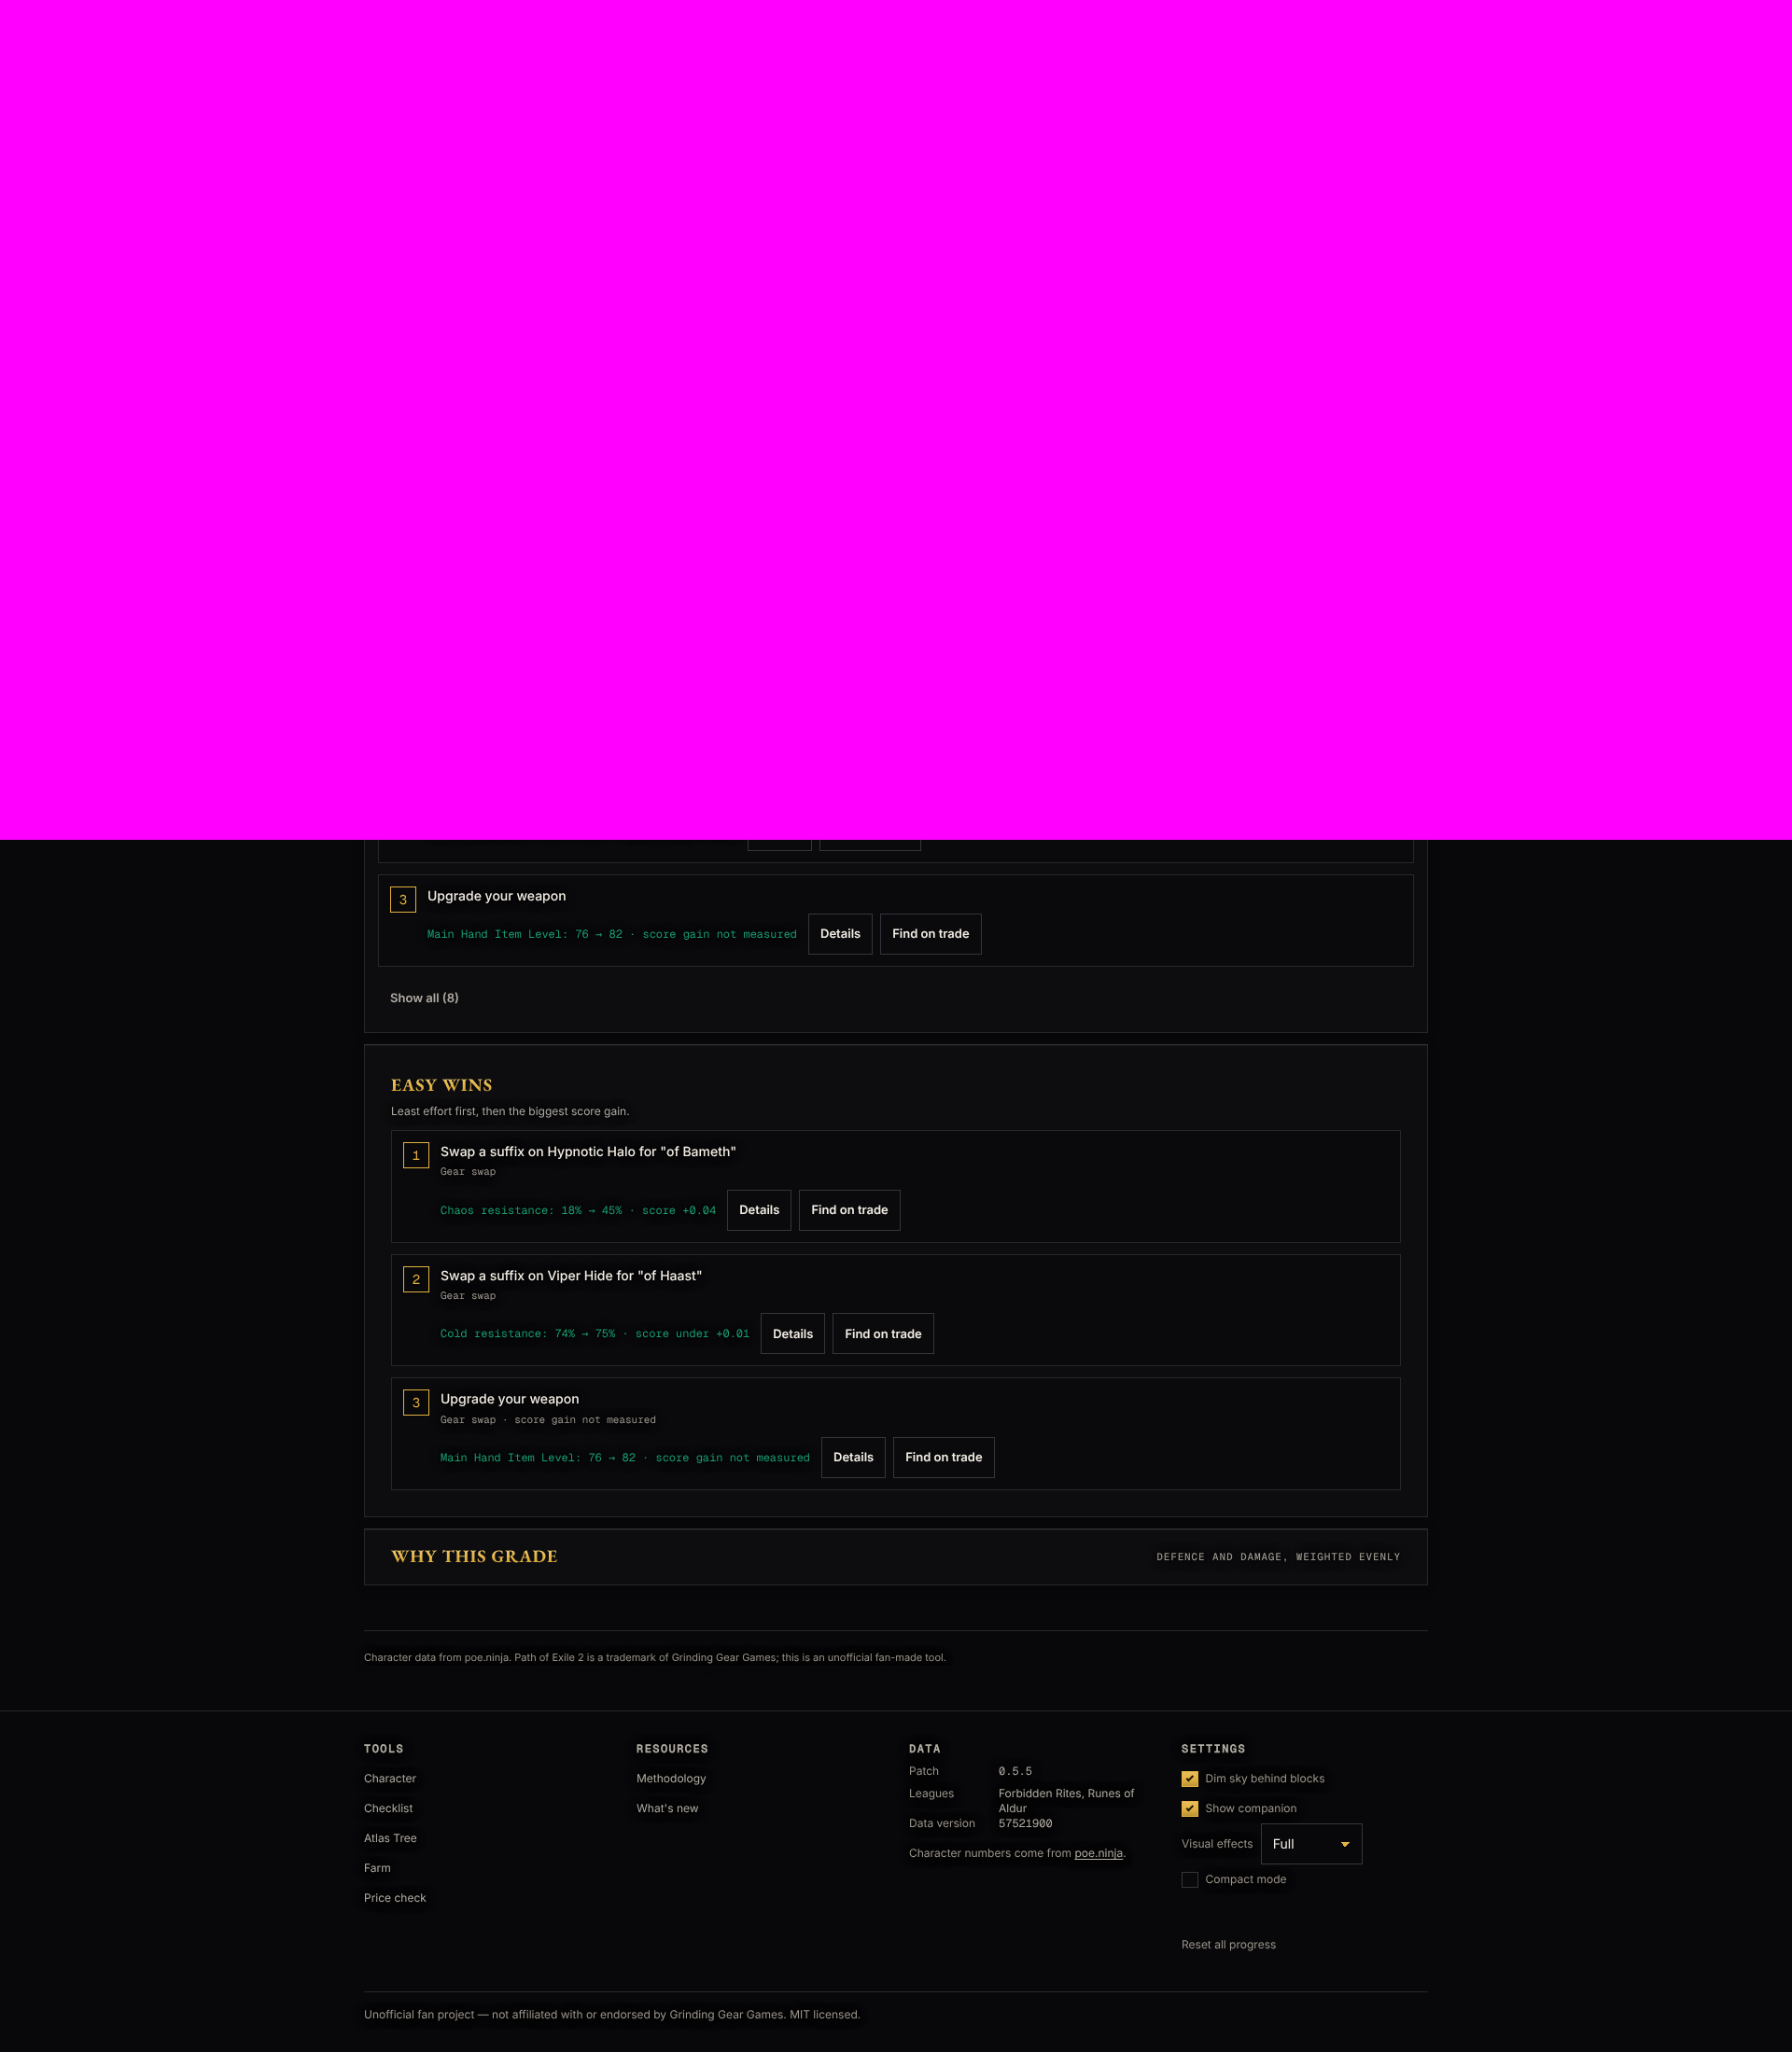 3
Upgrade your weapon
Main Hand Item Level: 76 → 82 · score gain not measured
Details
Find on trade
Show all (8)
EASY WINS
Least effort first, then the biggest score gain.
1
Swap a suffix on Hypnotic Halo for "of Bameth"
Gear swap
Chaos resistance: 18% → 45% · score +0.04
Details
Find on trade
2
Swap a suffix on Viper Hide for "of Haast"
Gear swap
Cold resistance: 74% → 75% · score under +0.01
Details
Find on trade
3
Upgrade your weapon
Gear swap · score gain not measured
Main Hand Item Level: 76 → 82 · score gain not measured
Details
Find on trade
WHY THIS GRADE
DEFENCE AND DAMAGE, WEIGHTED EVENLY
Character data from poe.ninja. Path of Exile 2 is a trademark of Grinding Gear Games; this is an unofficial fan-made tool.
TOOLS
Character
Checklist
Atlas Tree
Farm
Price check
RESOURCES
Methodology
What's new
DATA
Patch 0.5.5
Leagues Forbidden Rites, Runes of
Aldur
Data version 57521900
Character numbers come from poe.ninja.
SETTINGS
Dim sky behind blocks
Show companion
Visual effects Full
Compact mode
Reset all progress
Unofficial fan project — not affiliated with or endorsed by Grinding Gear Games. MIT licensed.